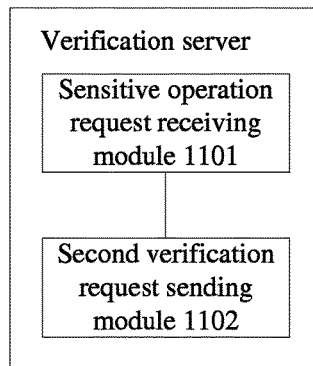 Verification server
Sensitive operation
request receiving
module 1101
Second verification
request sending
module 1102